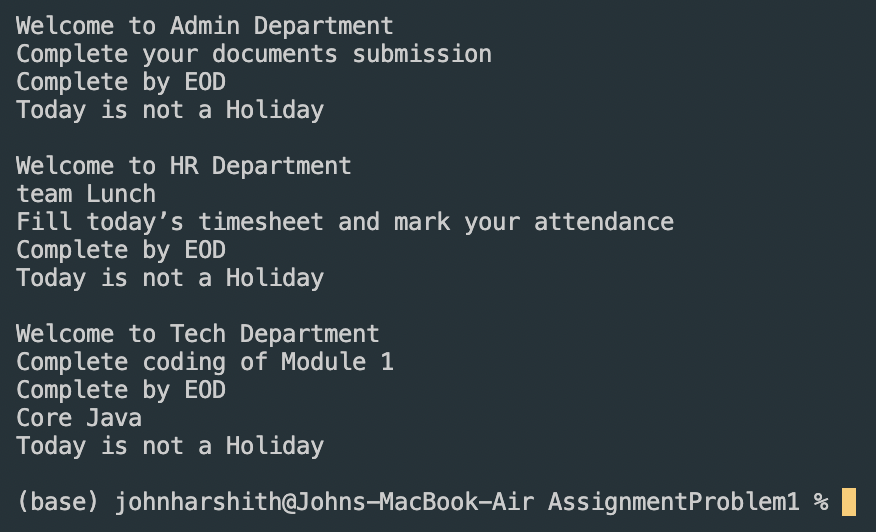 Welcome to Admin Department
Complete your documents submission
Complete by EOD
Today is not a Holiday
Welcome to HR Department
team Lunch
Fill today’s timesheet and mark your attendance
Complete by EOD
Today is not a Holiday
Welcome to Tech Department
Complete coding of Module 1
Complete by EOD
Core Java
Today is not a Holiday
(base) johnharshith@Johns-MacBook-Air AssignmentProblem1 %